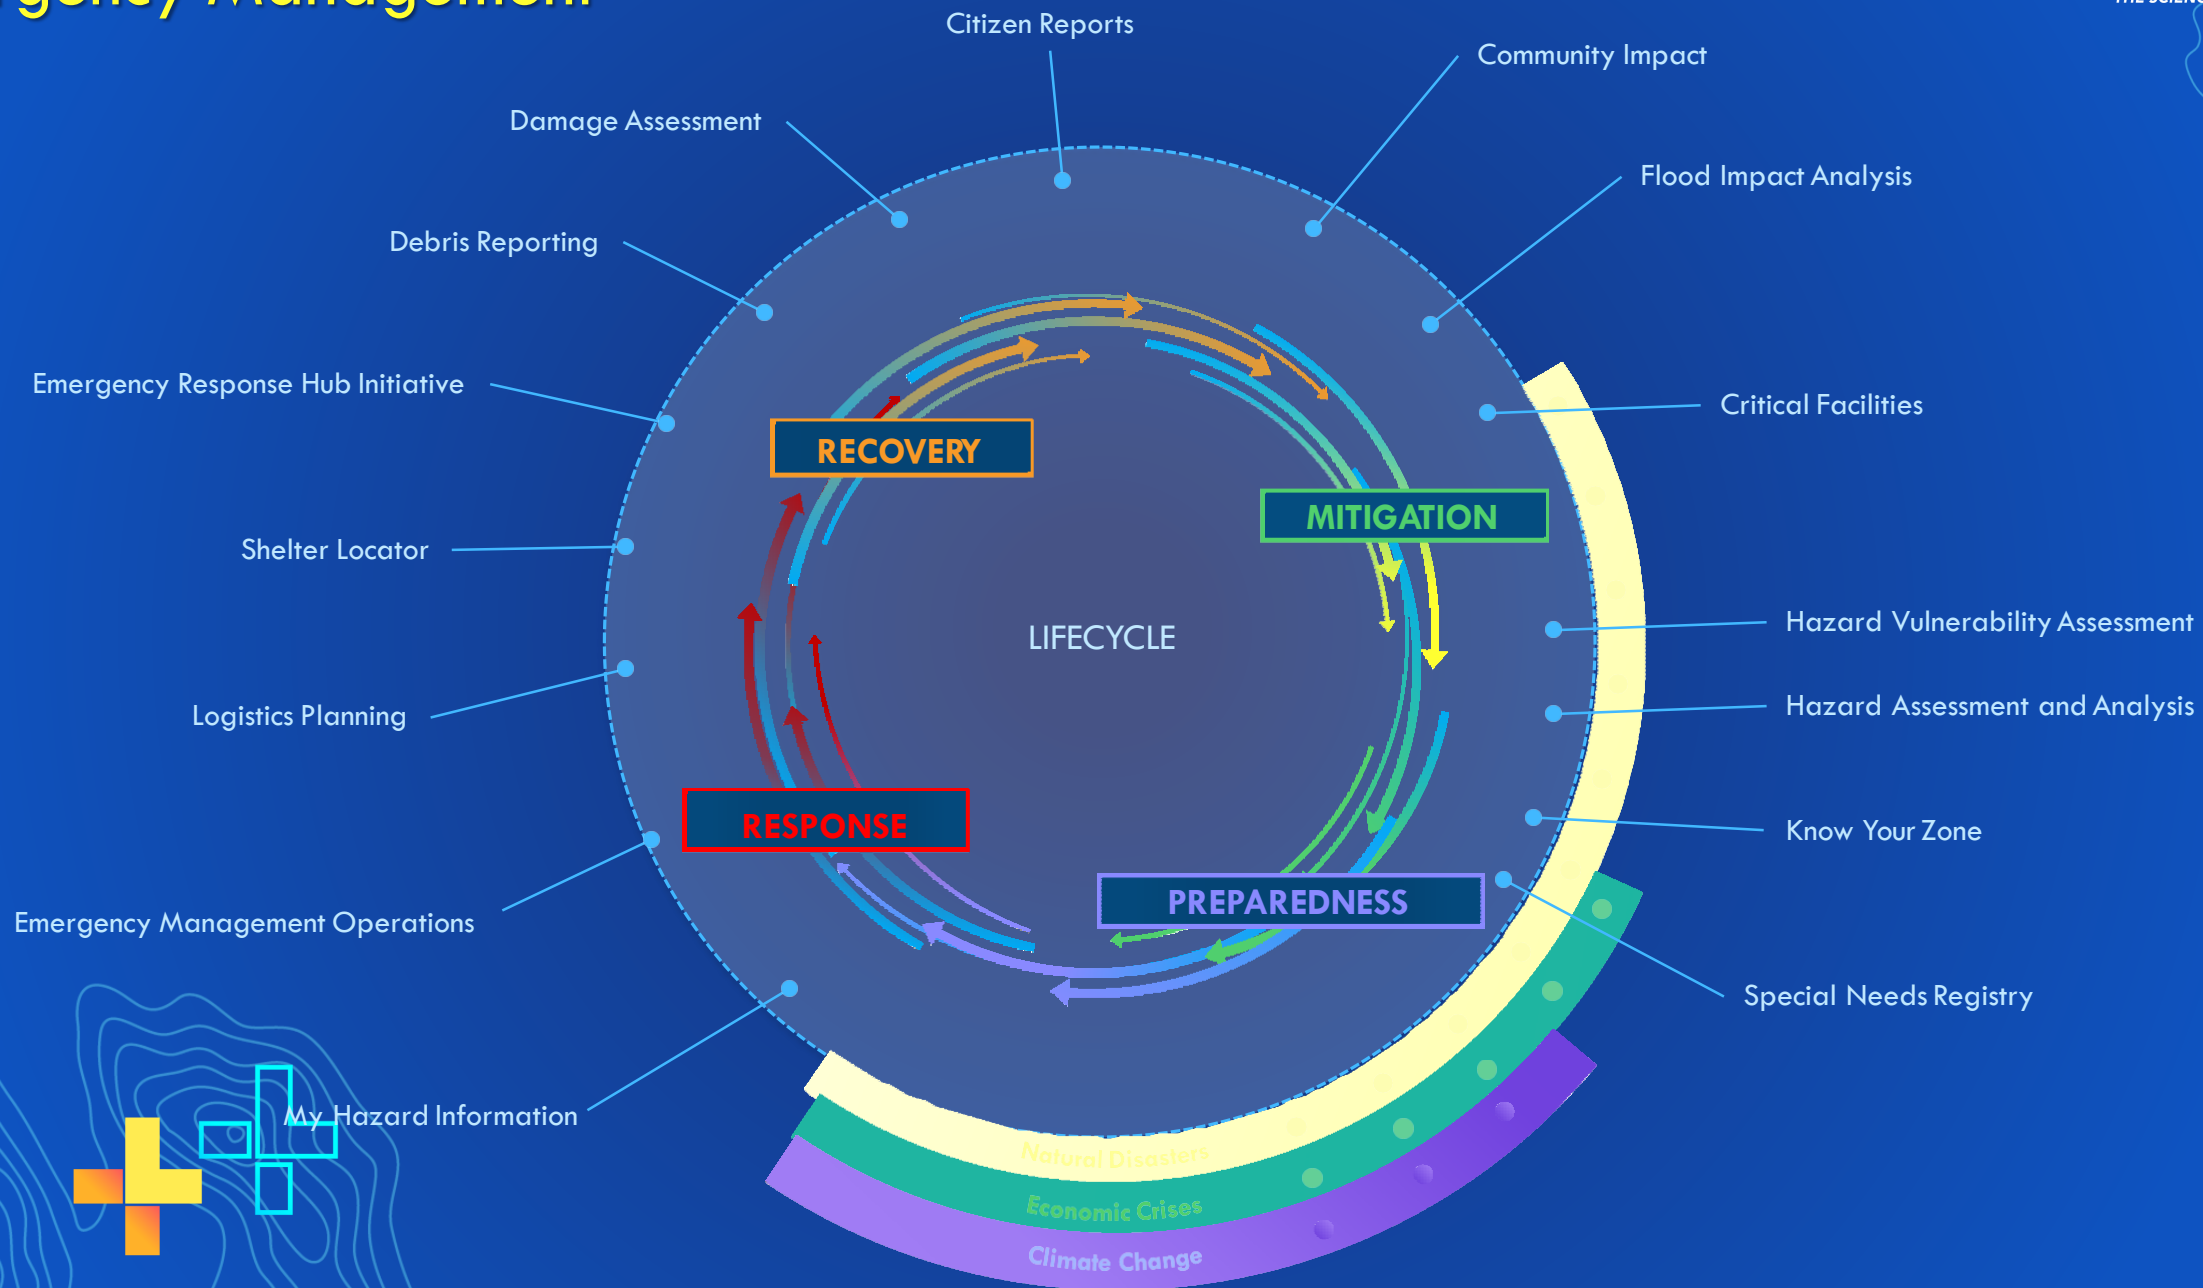 Management
Citizen Reports
Community Impact
Damage Assessment
Flood Impact Analysis
Debris Reporting
Emergency Response Hub Initiative
Critical Facilities
RECOVERY
MITIGATION
Shelter Locator
Hazard Vulnerability Assessment
LIFECYCLE
Logistics Planning
Hazard Assessment and Analysis
RESPONSE
Know Your Zone
PREPAREDNESS
Emergency Management Operations
Special Needs Registry
My Hazard Information
Natural Disasters
Economic Crises
Climate Change